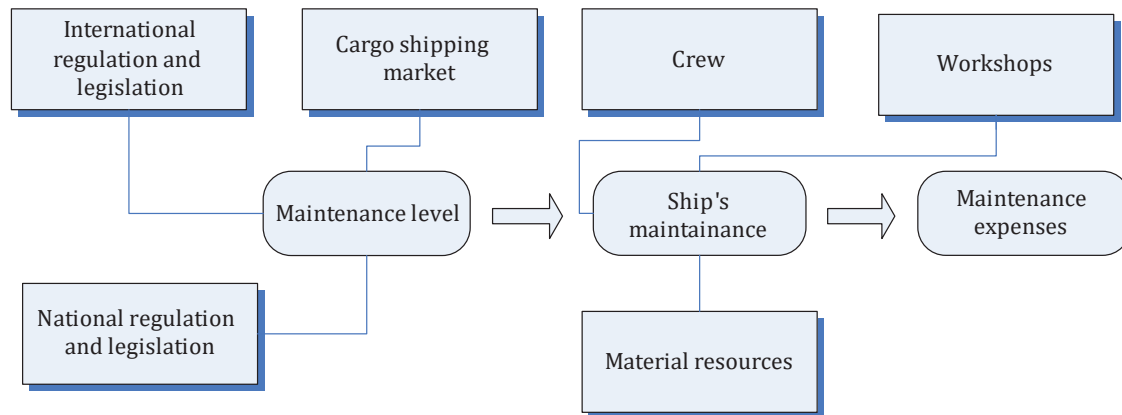 International
regulation and
legislation
Cargo shipping
market
Crew
Workshops
Maintenance level
Ship's
maintainance
Maintenance
expenses
National regulation
and legislation
Material resources